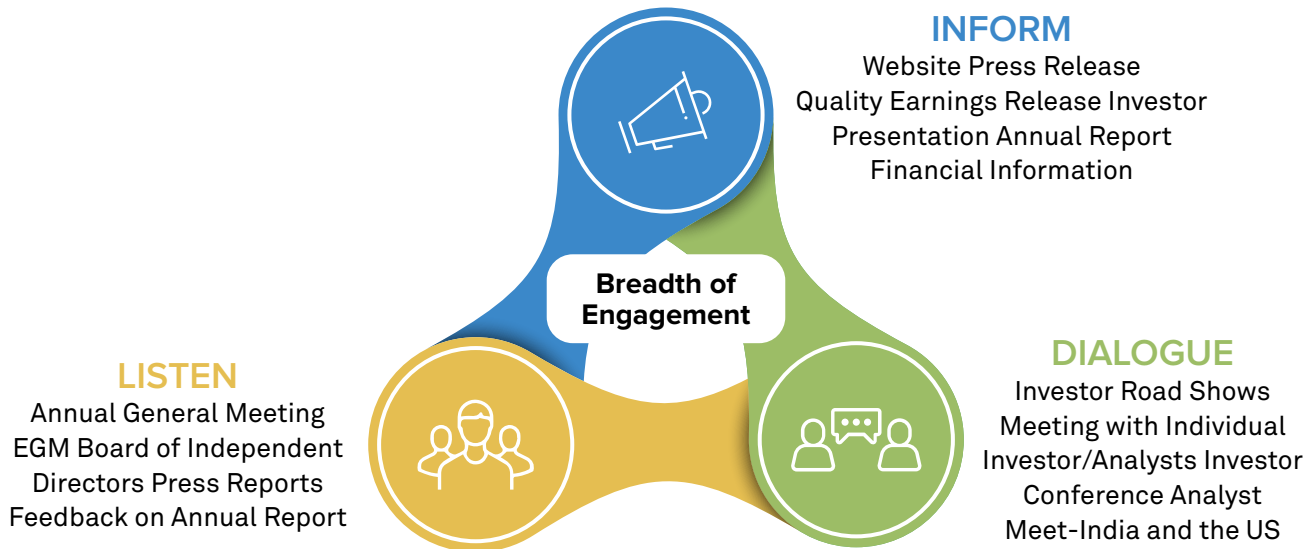 INFORM
Website Press Release
Quality Earnings Release Investor
Presentation Annual Report
Financial Information
Breadth of
Engagement
LISTEN
Annual General Meeting
EGM Board of Independent
Directors Press Reports
Feedback on Annual Report
DIALOGUE
Investor Road Shows
Meeting with Individual
Investor/Analysts Investor
Conference Analyst
Meet-India and the US